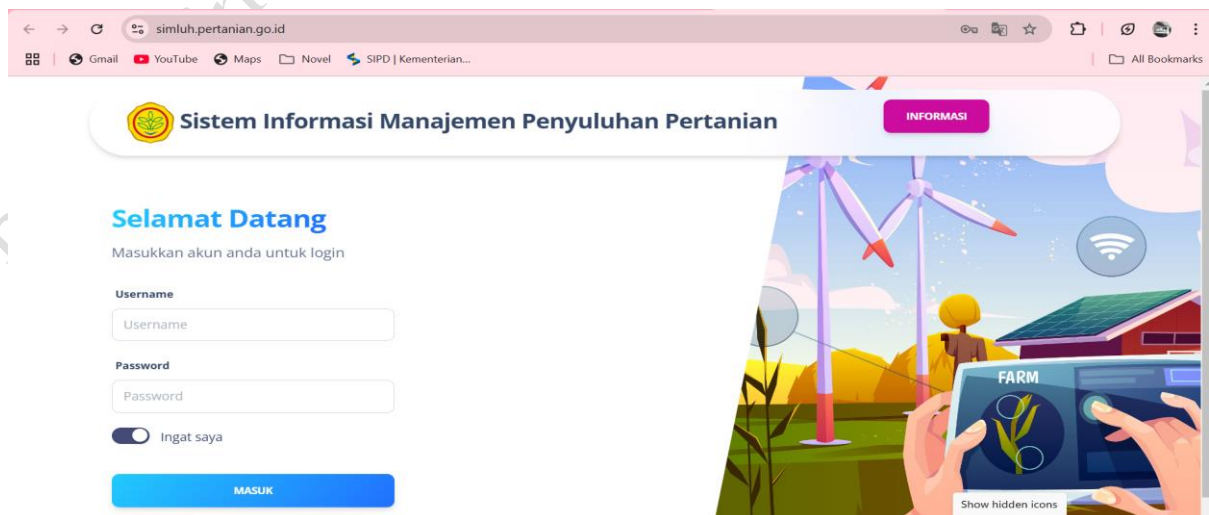 simluh.pertanian.go.id
Gmail YouTube Maps Novel SIPD | Kementerian... All Bookmarks
Sistem Informasi Manajemen Penyuluhan Pertanian INFORMASI
Selamat Datang
Masukkan akun anda untuk login
Username
Username
Password
Password
Ingat saya
MASUK
FARM
Show hidden icons